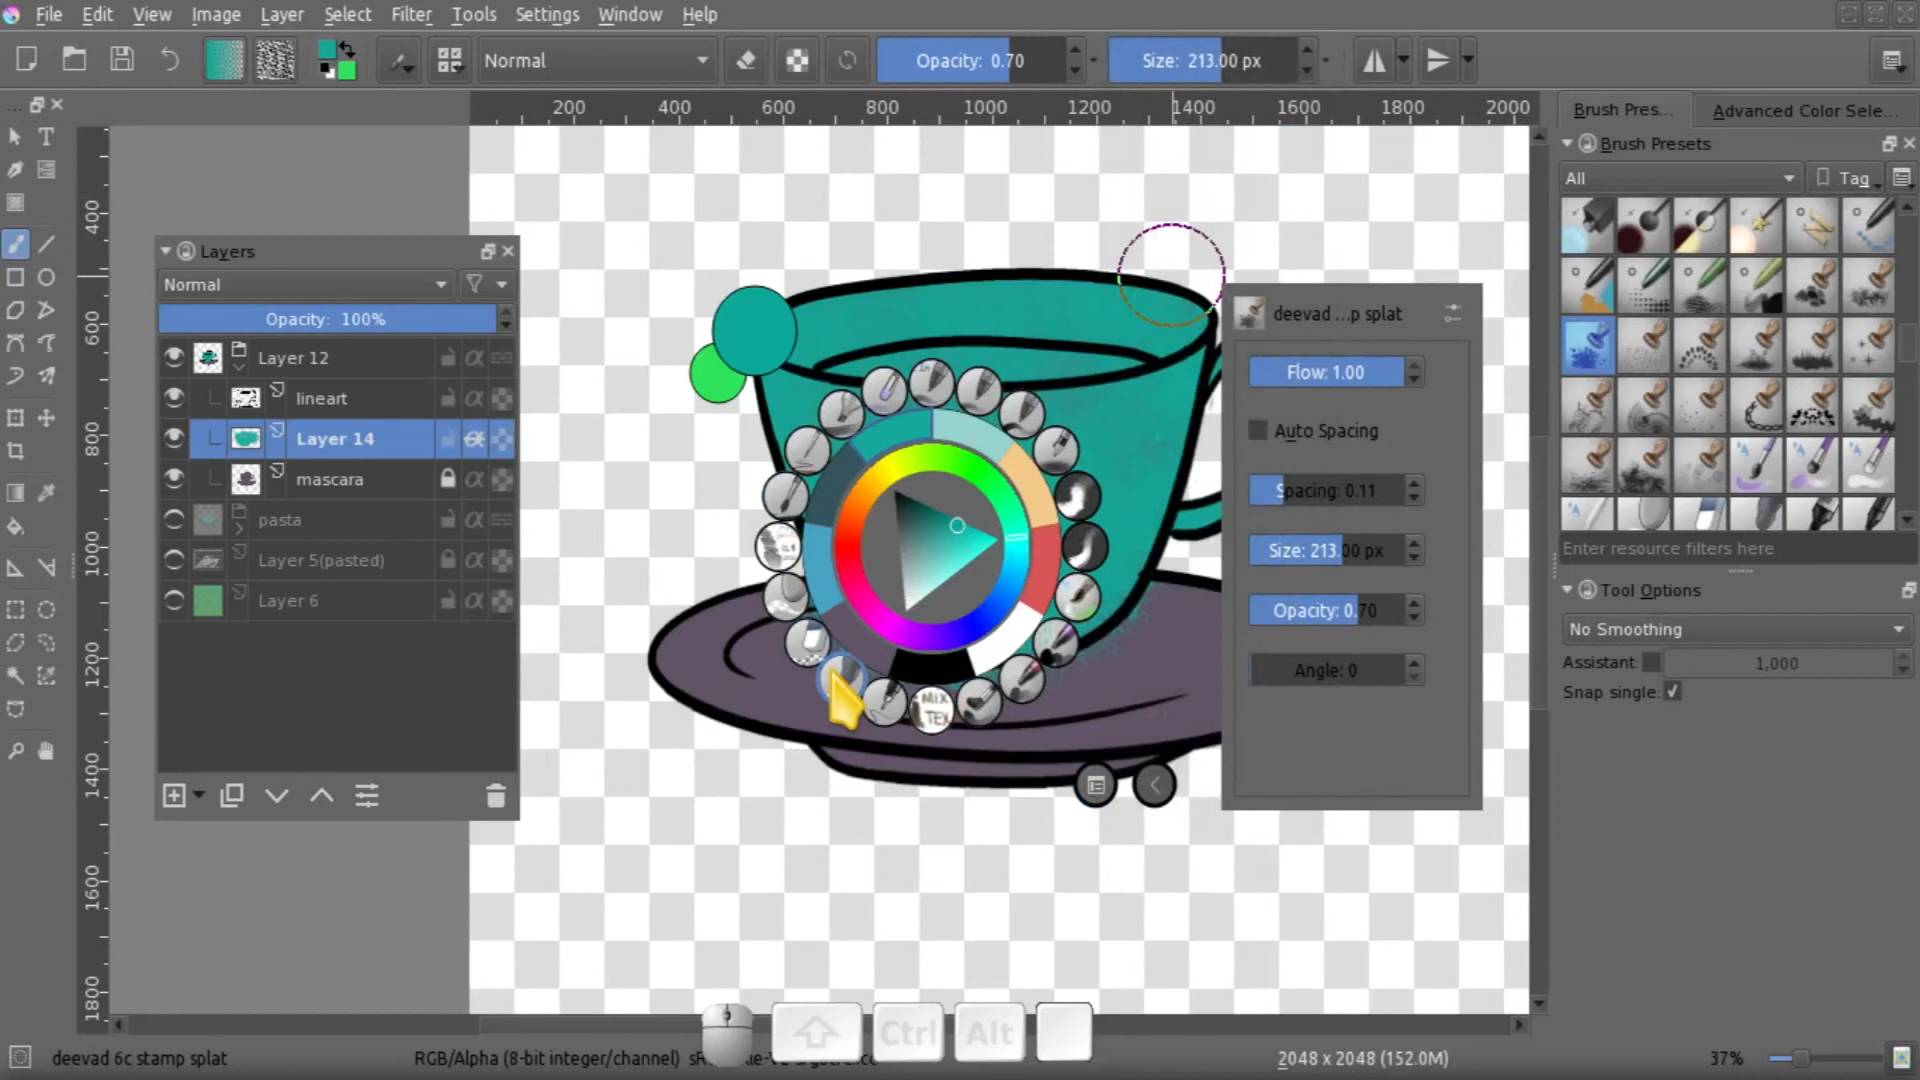 File Edit View Image Layer Select Filter Tools Settings Window Help
Normal
Opacity: 0.70
Size: 213.00 px
200 400 600 800 1000 1200 1400 1600 1800 2000
Brush Pres...
Advanced Color Sele...
Brush Presets
All
Tag
Layers
Normal
Opacity: 100%
Layer 12
lineart
Layer 14
mascara
pasta
Layer 5(pasted)
Layer 6
400
600
800
1000
1200
1400
1600
1800
MIX
TEX
deevad ...p splat
Flow: 1.00
Auto Spacing
Spacing: 0.11
Size: 213.00 px
Opacity: 0.70
Angle: 0
Enter resource filters here
Tool Options
No Smoothing
Assistant:
1,000
Snap single:
Ctrl
Alt
deevad 6c stamp splat
RGB/Alpha (8-bit integer/channel)
2048 x 2048 (152.0M)
37%